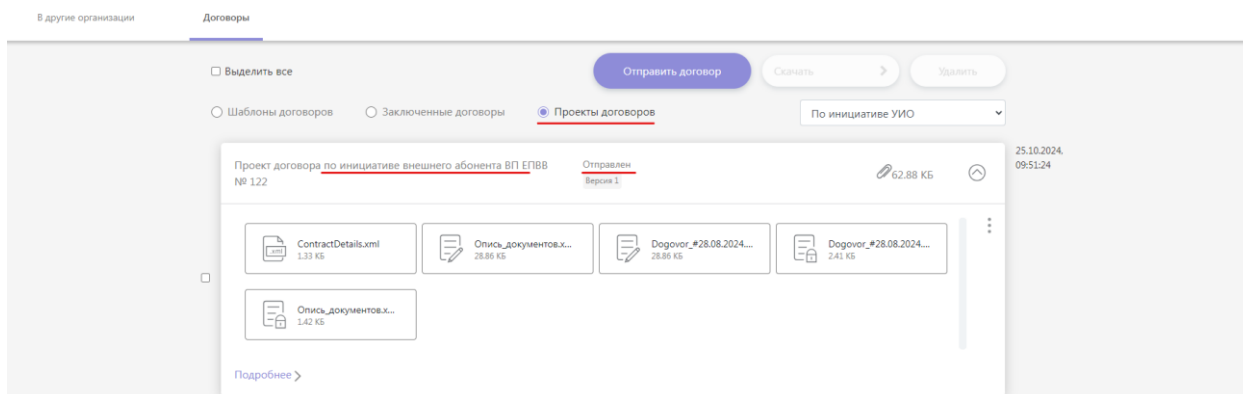 В другие организации
Договоры
Выделить все
Отправить договор
Скачать
Удалить
Шаблоны договоров
Заключенные договоры
Проекты договоров
По инициативе УИО
Проект договора по инициативе внешнего абонента ВП ЕПВВ
№ 122
Отправлен
Версия 1
62.88 КБ
25.10.2024,
09:51:24
ContractDetails.xml
1.33 КБ
Опись_документов.x...
28.86 КБ
Dogovor_#28.08.2024....
28.86 КБ
Dogovor_#28.08.2024....
2.41 КБ
.xml
Опись_документов.x...
1.42 КБ
Подробнее